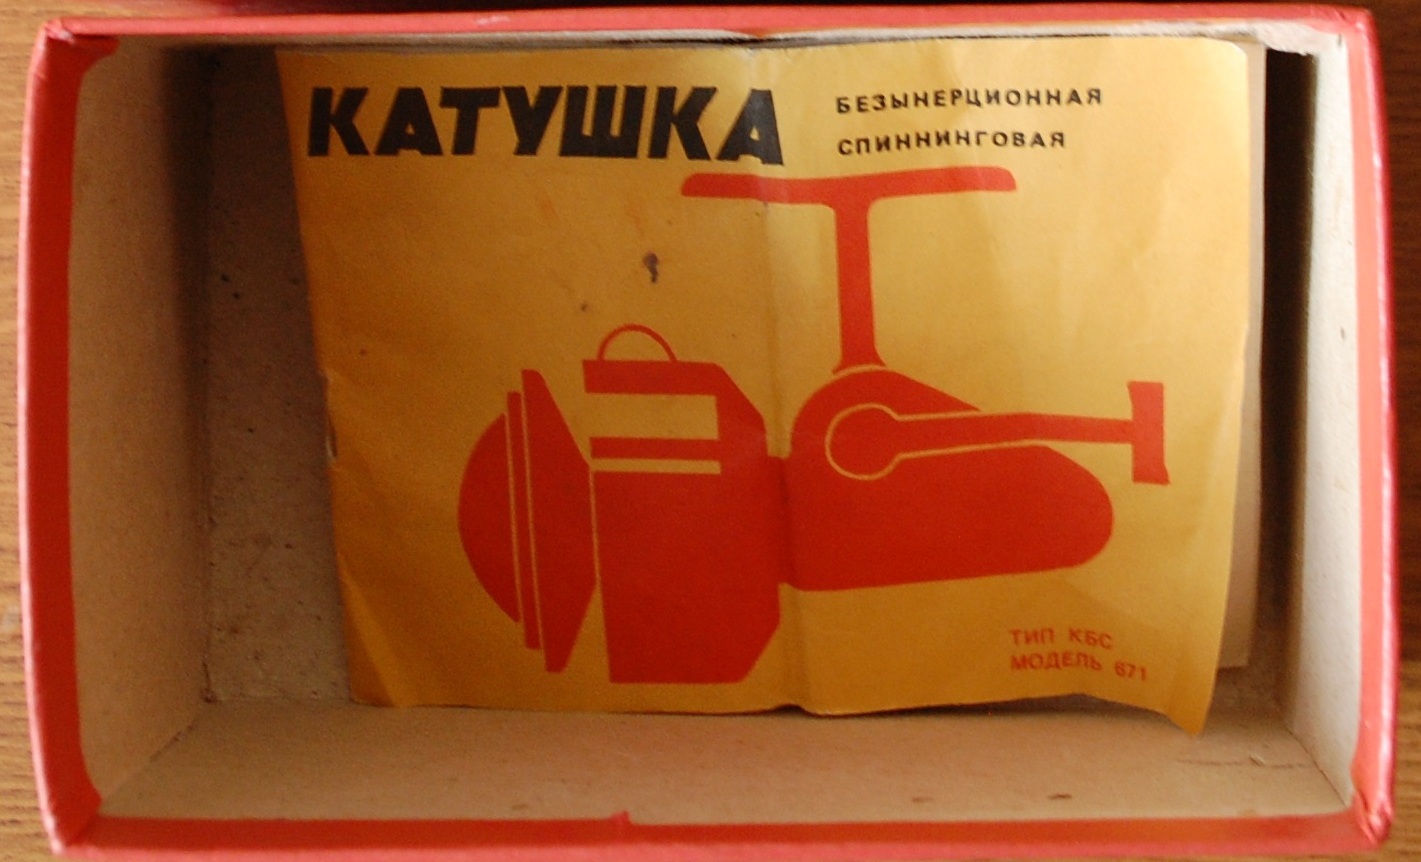 КАТУШКА
БЕЗЫНЕРЦИОННАЯ
СПИННИНГОВАЯ
ТИП КБС
МОДЕЛЬ 671